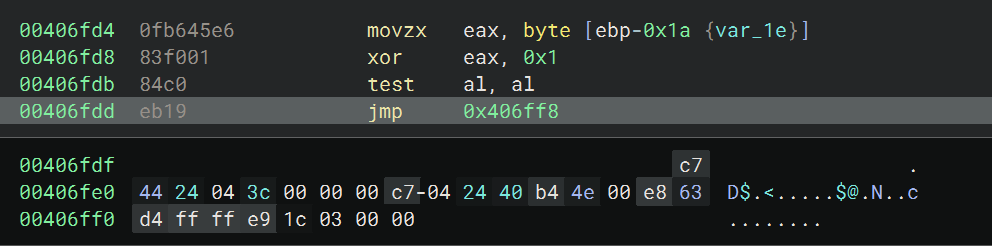 00406fd4 0fb645e6 movzx eax, byte [ebp-0x1a {var_1e}]
00406fd8 83f001 xor eax, 0x1
00406fdb 84c0 test al, al
00406fdd eb19 jmp 0x406ff8
00406fdf c7 .
00406fe0 44 24 04 3c 00 00 00 c7-04 24 40 b4 4e 00 e8 63 D$.<.....$@.N..c
00406ff0 d4 ff ff e9 1c 03 00 00 ........